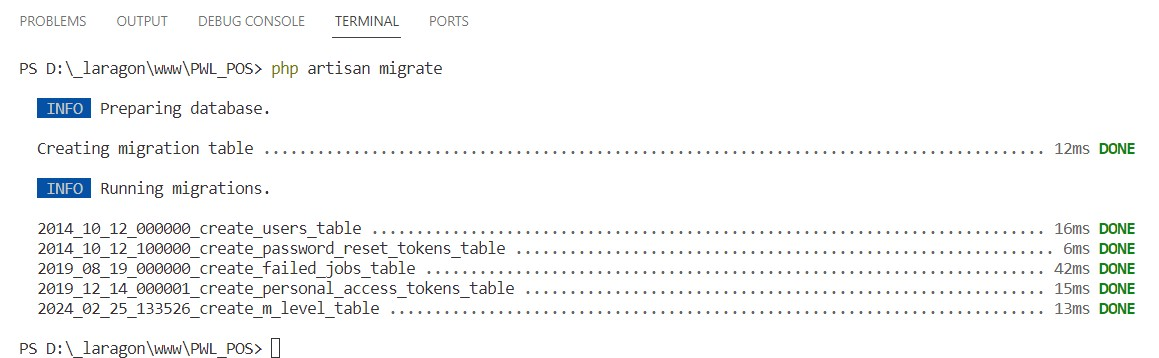 PROBLEMS OUTPUT DEBUG CONSOLE TERMINAL PORTS
PS D:\_laragon\www\PWL_POS> php artisan migrate
INFO Preparing database.
Creating migration table ....................................................................................... 12ms DONE
INFO Running migrations.
2014_10_12_000000_create_users_table ........................................................................... 16ms DONE
2014_10_12_100000_create_password_reset_tokens_table ............................................................ 6ms DONE
2019_08_19_000000_create_failed_jobs_table ..................................................................... 42ms DONE
2019_12_14_000001_create_personal_access_tokens_table .......................................................... 15ms DONE
2024_02_25_133526_create_m_level_table ......................................................................... 13ms DONE
PS D:\_laragon\www\PWL_POS>